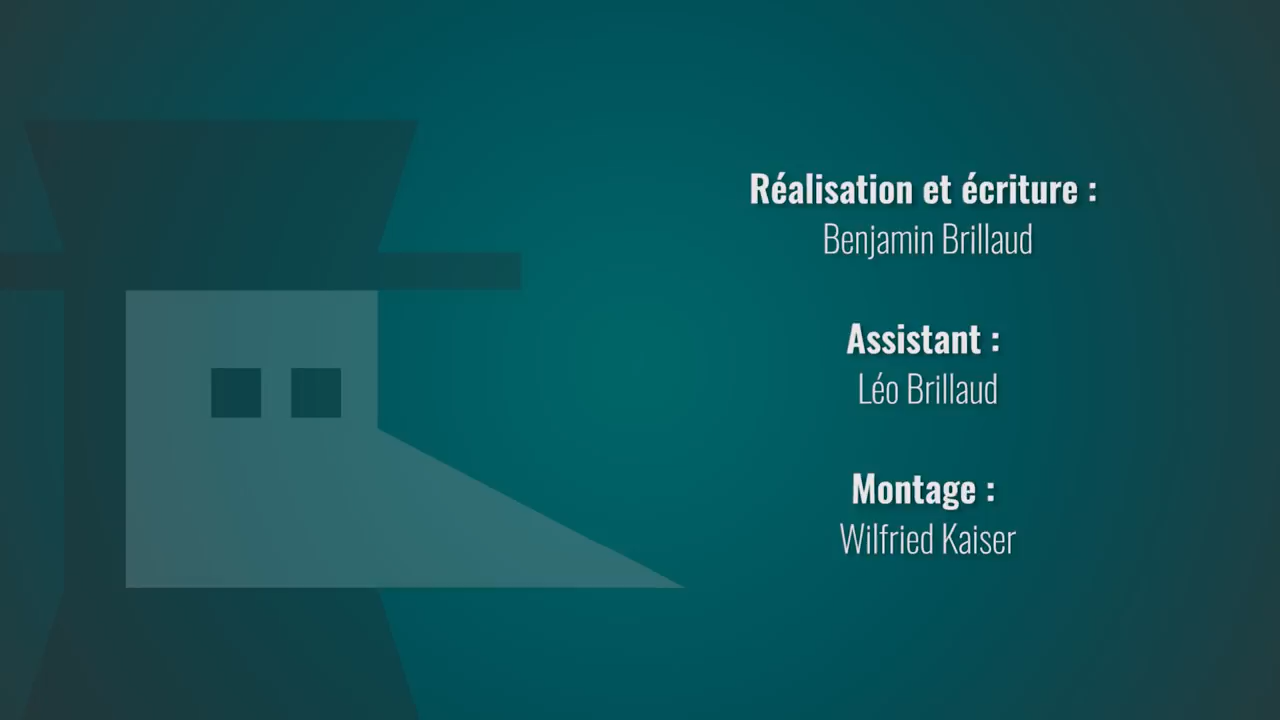 Réalisation et écriture :
Benjamin Brillaud
Assistant :
Léo Brillaud
Montage :
Wilfried Kaiser